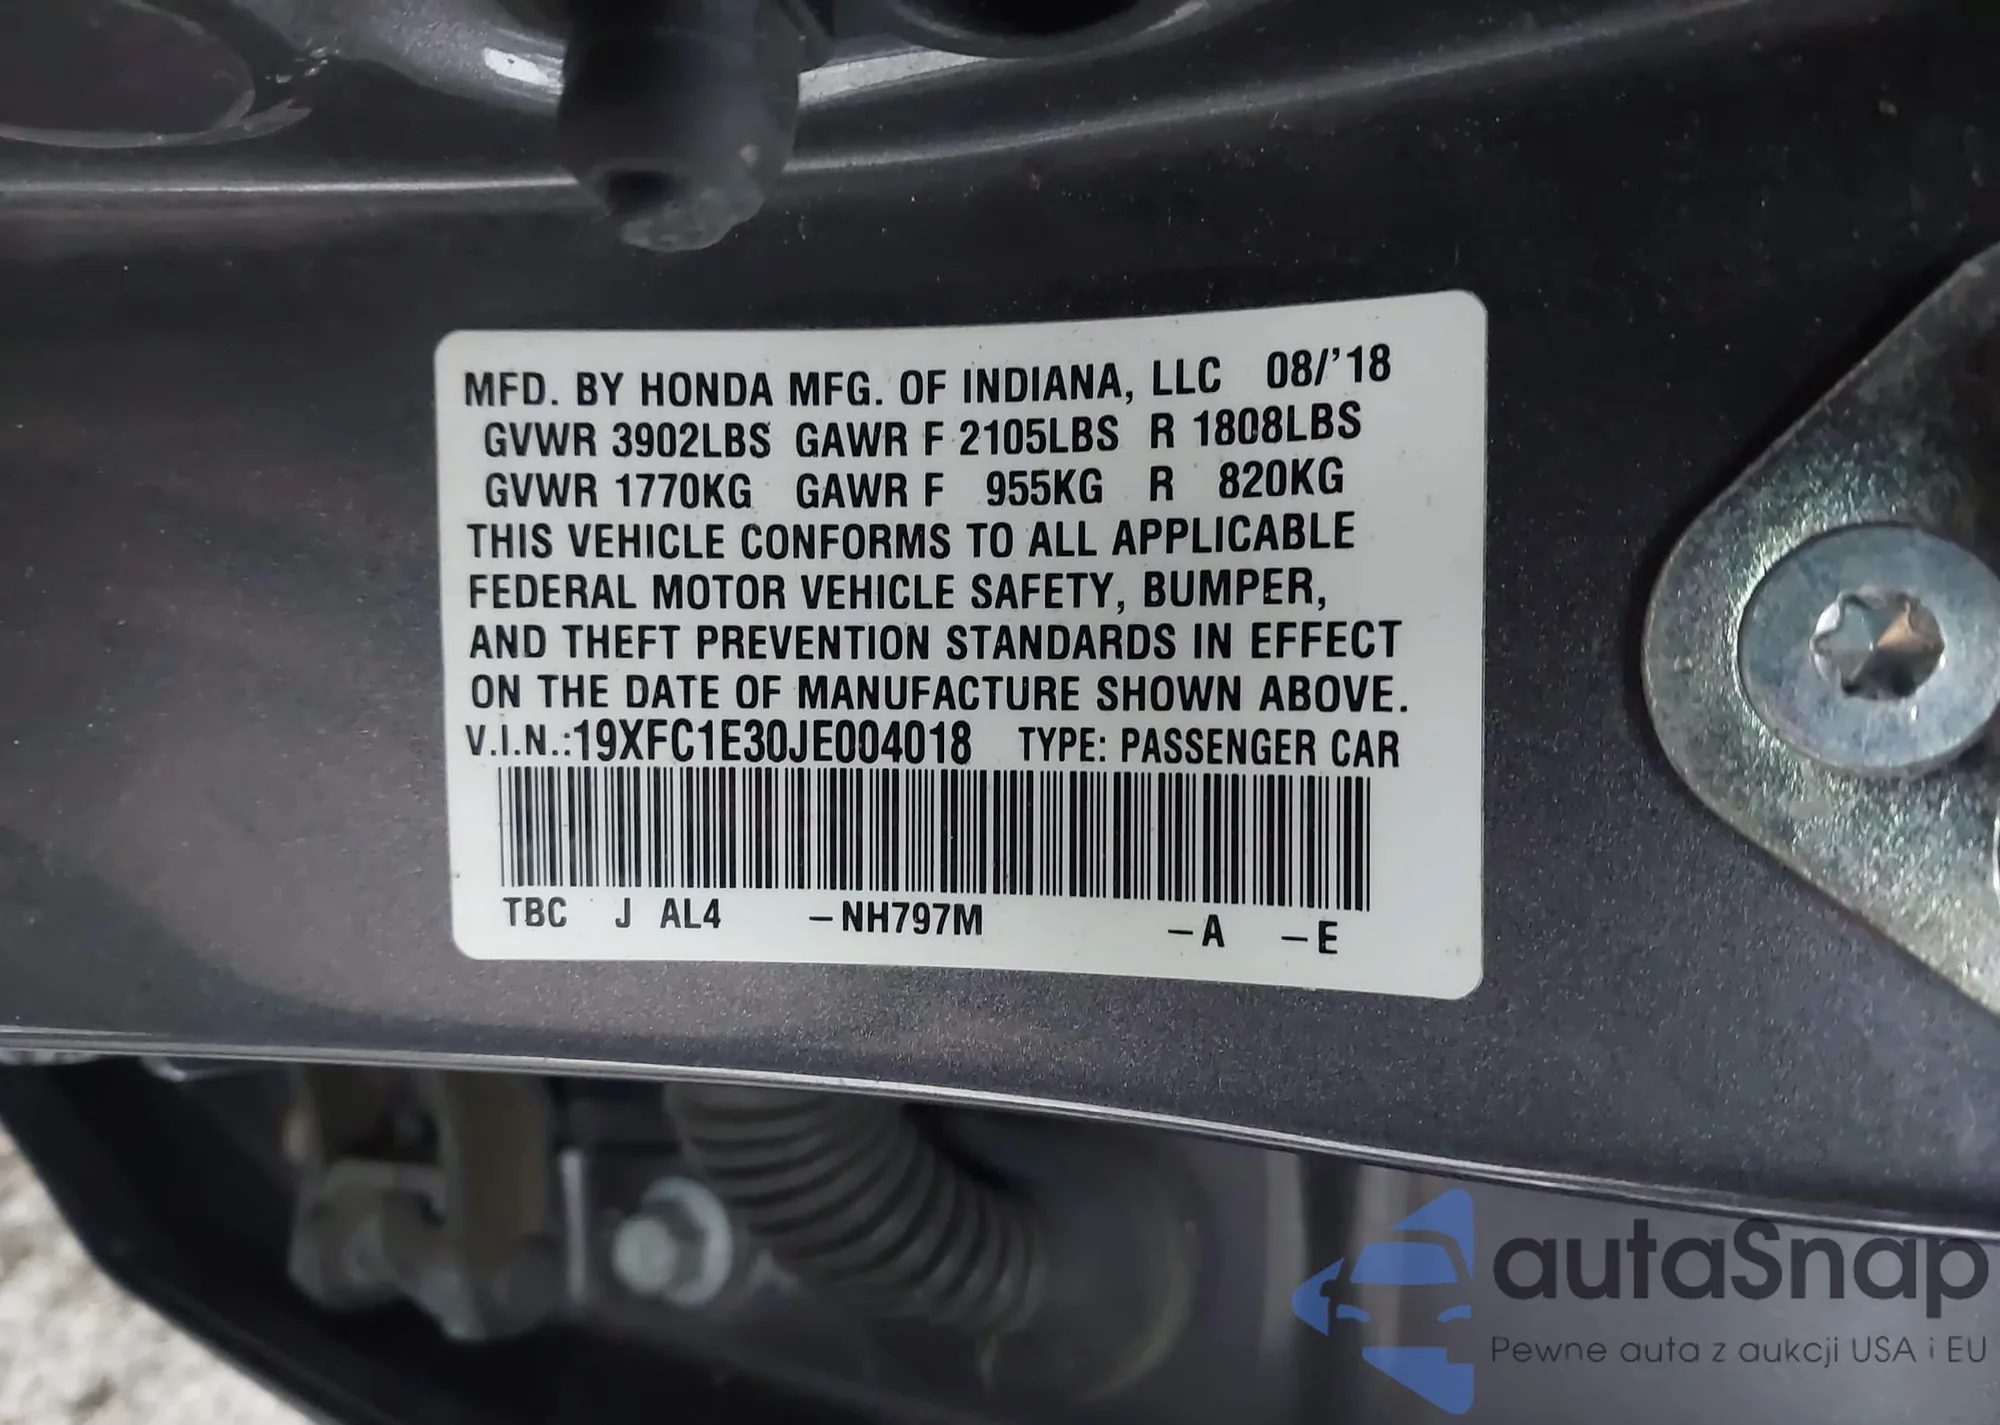 MFD. BY HONDA MFG. OF INDIANA, LLC 08/'18
GVWR 3902LBS GAWR F 2105LBS R 1808LBS
GVWR 1770KG GAWR F 955KG R 820KG
THIS VEHICLE CONFORMS TO ALL APPLICABLE
FEDERAL MOTOR VEHICLE SAFETY, BUMPER,
AND THEFT PREVENTION STANDARDS IN EFFECT
ON THE DATE OF MANUFACTURE SHOWN ABOVE.
V.I.N.:19XFC1E30JE004018 TYPE: PASSENGER CAR
TBC J AL4 –NH797M –A –E
autaSnap
Pewne auta z aukcji USA i EU